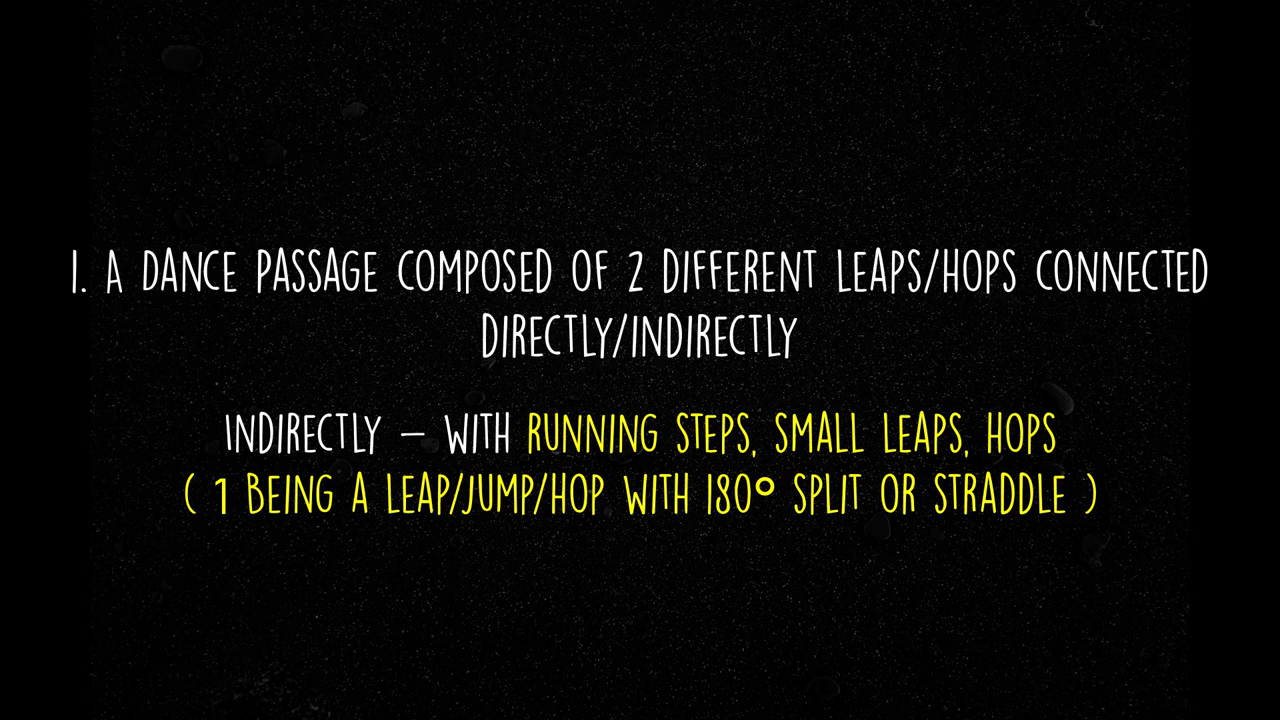 1. A DANCE PASSAGE COMPOSED OF 2 DIFFERENT LEAPS/HOPS CONNECTED
DIRECTLY/INDIRECTLY
INDIRECTLY – WITH RUNNING STEPS, SMALL LEAPS, HOPS
( 1 BEING A LEAP/JUMP/HOP WITH 180° SPLIT OR STRADDLE )